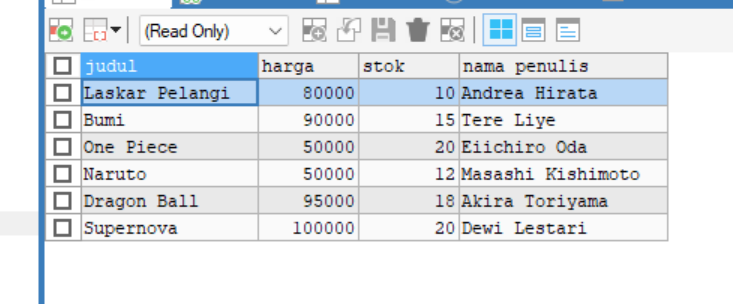 (Read Only)
judul harga stok nama penulis
Laskar Pelangi 80000 10 Andrea Hirata
Bumi 90000 15 Tere Liye
One Piece 50000 20 Eiichiro Oda
Naruto 50000 12 Masashi Kishimoto
Dragon Ball 95000 18 Akira Toriyama
Supernova 100000 20 Dewi Lestari